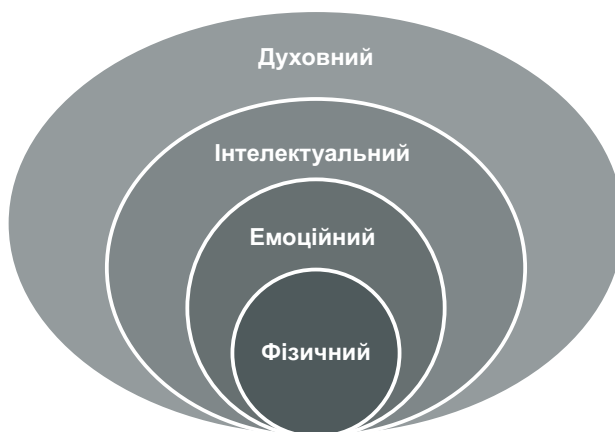 Духовний
Інтелектуальний
Емоційний
Фізичний